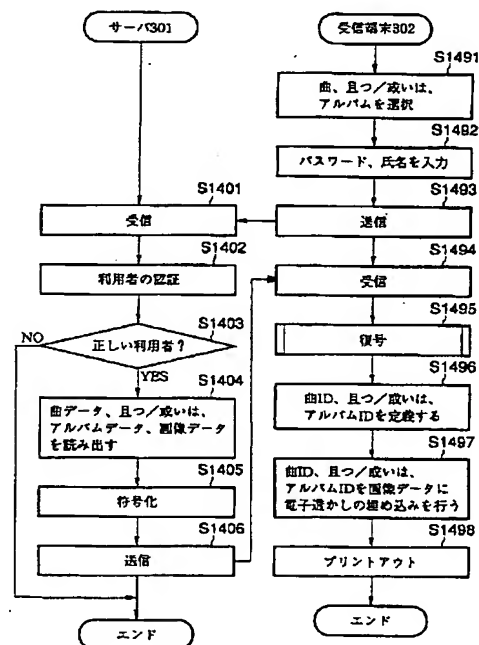 サーバ301
S1401
受信
S1402
利用者の認証
S1403
正しい利用者?
NO
YES
S1404
曲データ、且つ/或いは、
アルバムデータ、画像データ
を読み出す
S1405
符号化
S1406
送信
エンド
受信端末302
S1491
曲、且つ/或いは、
アルバムを選択
S1492
パスワード、氏名を入力
S1493
送信
S1494
受信
S1495
復号
S1496
曲ID、且つ/或いは、
アルバムIDを定義する
S1497
曲ID、且つ/或いは、
アルバムIDを画像データに
電子透かしの埋め込みを行う
S1498
プリントアウト
エンド